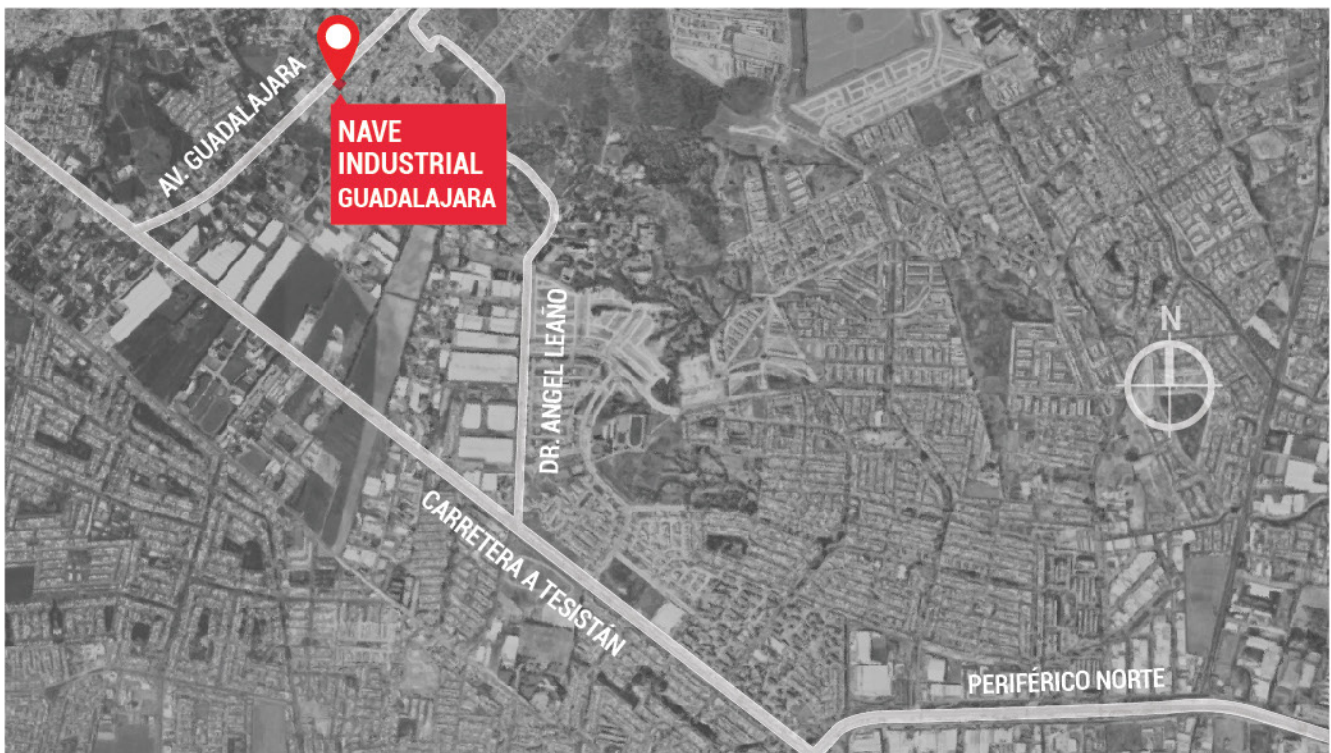 AV. GUADALAJARA
NAVE
INDUSTRIAL
GUADALAJARA
DR. ANGEL LEAÑO
N
CARRETERA A TESISTÁN
PERIFÉRICO NORTE